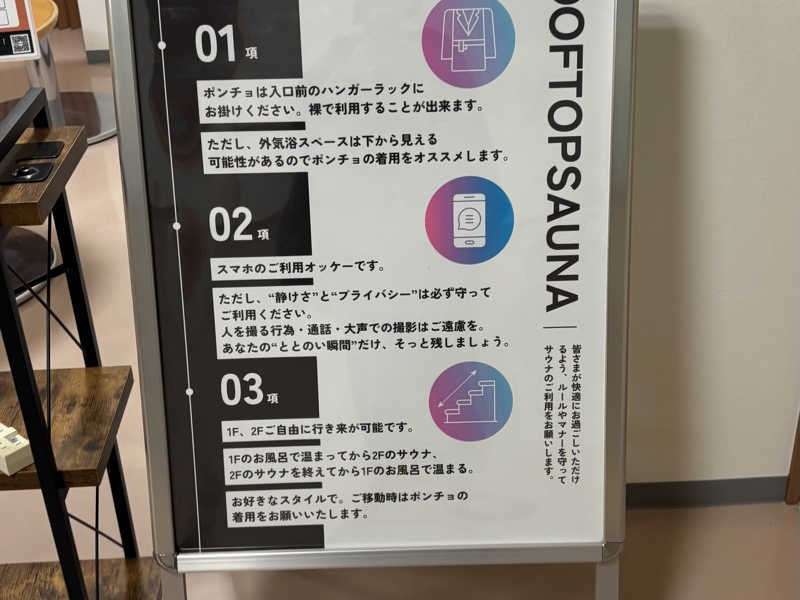 OOFTOPSAUNA
皆さまが快適にお過ごしいただけ
るよう、ルールやマナーを守って
サウナのご利用をお願いします。
01項
ポンチョは入口前のハンガーラックに
お掛けください。裸で利用することが出来ます。
ただし、外気浴スペースは下から見える
可能性があるのでポンチョの着用をオススメします。
02項
スマホのご利用オッケーです。
ただし、“静けさ”と“プライバシー”は必ず守って
ご利用ください。
人を撮る行為・通話・大声での撮影はご遠慮を。
あなたの“ととのい瞬間”だけ、そっと残しましょう。
03項
1F、2Fご自由に行き来が可能です。
1Fのお風呂で温まってから2Fのサウナ、
2Fのサウナを終えてから1Fのお風呂で温まる。
お好きなスタイルで。ご移動時はポンチョの
着用をお願いいたします。